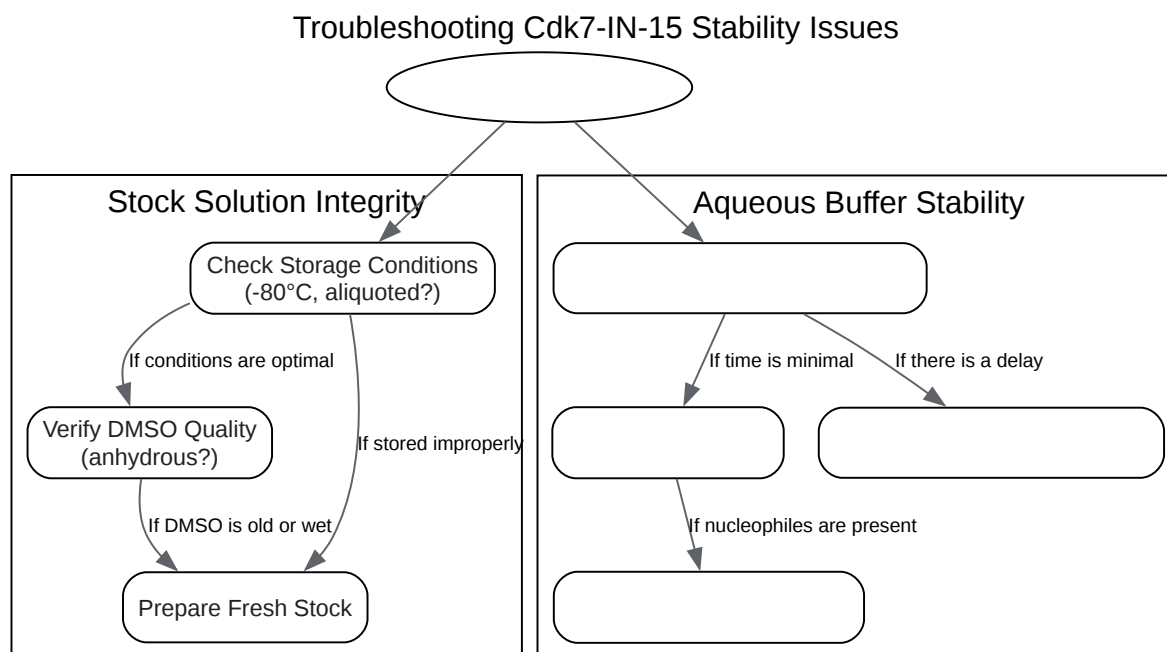 Troubleshooting Cdk7-IN-15 Stability Issues
Stock Solution Integrity
Check Storage Conditions
(-80°C, aliquoted?)
If conditions are optimal
Verify DMSO Quality
(anhydrous?)
If stored improperly
If DMSO is old or wet
Prepare Fresh Stock
Aqueous Buffer Stability
If time is minimal
If there is a delay
If nucleophiles are present